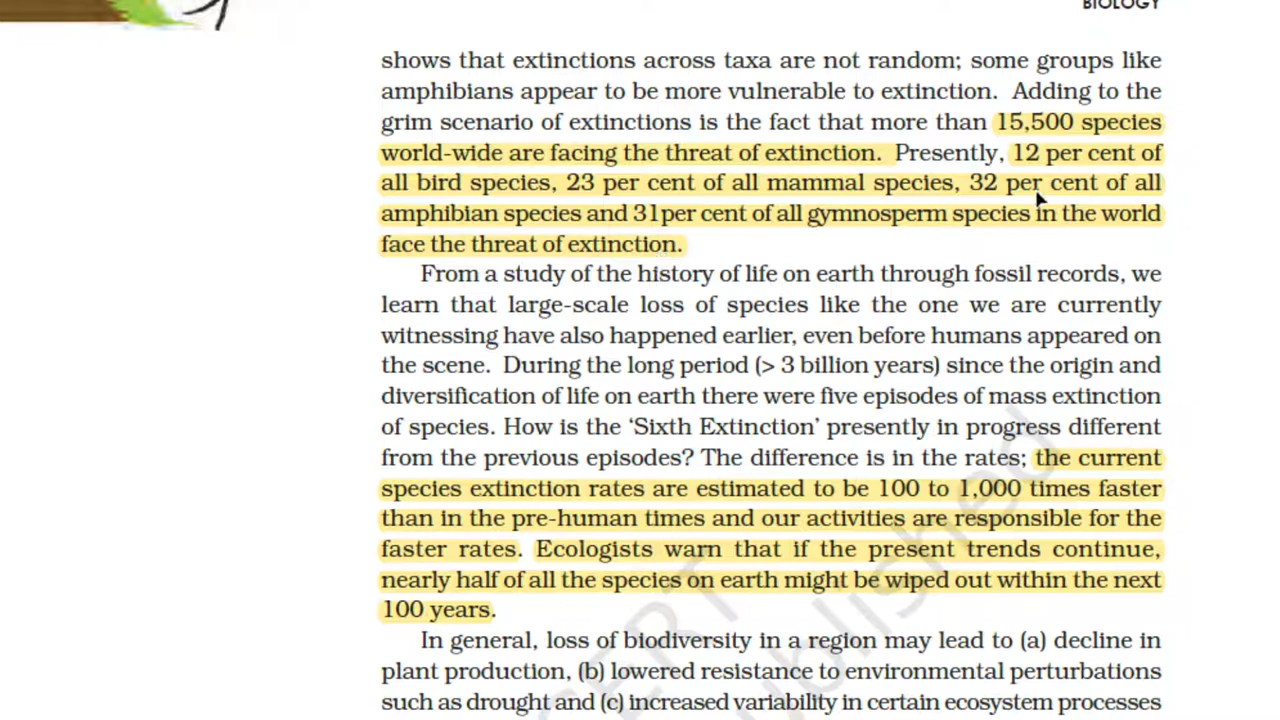 BIOLOGY
shows that extinctions across taxa are not random; some groups like
amphibians appear to be more vulnerable to extinction. Adding to the
grim scenario of extinctions is the fact that more than 15,500 species
world-wide are facing the threat of extinction. Presently, 12 per cent of
all bird species, 23 per cent of all mammal species, 32 per cent of all
amphibian species and 31per cent of all gymnosperm species in the world
face the threat of extinction.
From a study of the history of life on earth through fossil records, we
learn that large-scale loss of species like the one we are currently
witnessing have also happened earlier, even before humans appeared on
the scene. During the long period (> 3 billion years) since the origin and
diversification of life on earth there were five episodes of mass extinction
of species. How is the ‘Sixth Extinction’ presently in progress different
from the previous episodes? The difference is in the rates; the current
species extinction rates are estimated to be 100 to 1,000 times faster
than in the pre-human times and our activities are responsible for the
faster rates. Ecologists warn that if the present trends continue,
nearly half of all the species on earth might be wiped out within the next
100 years.
In general, loss of biodiversity in a region may lead to (a) decline in
plant production, (b) lowered resistance to environmental perturbations
such as drought and (c) increased variability in certain ecosystem processes